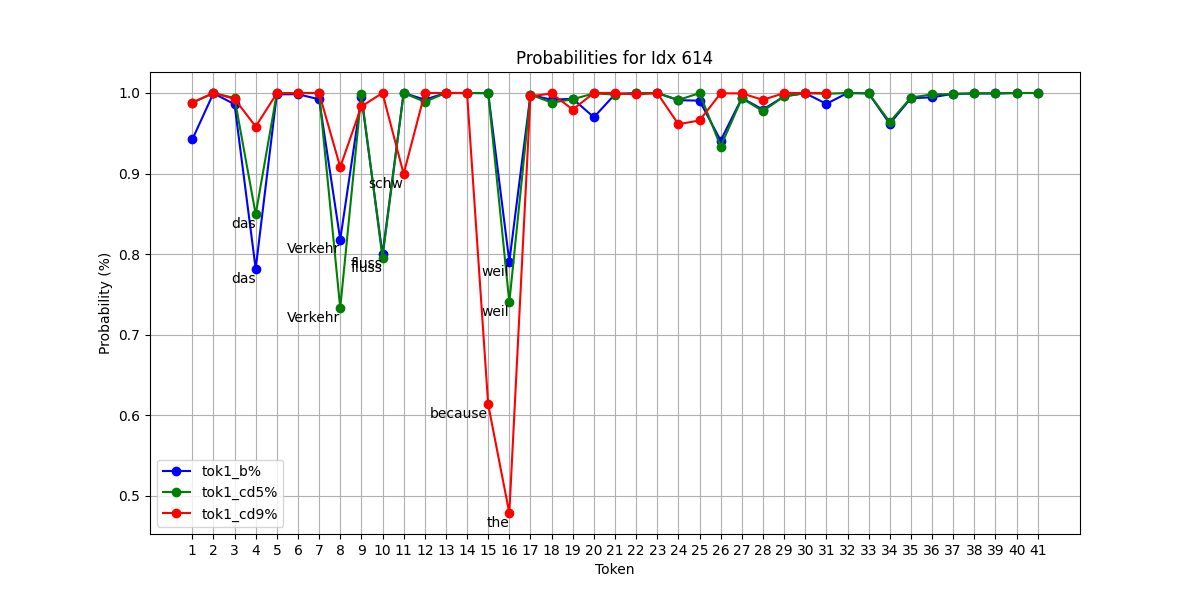 Probabilities for Idx 614
Probability (%)
1.0
0.9
0.8
0.7
0.6
0.5
das
das
Verkehr
Verkehr
fluss
fluss
schw
because
weil
weil
the
tok1_b%
tok1_cd5%
tok1_cd9%
1 2 3 4 5 6 7 8 9 10 11 12 13 14 15 16 17 18 19 20 21 22 23 24 25 26 27 28 29 30 31 32 33 34 35 36 37 38 39 40 41
Token